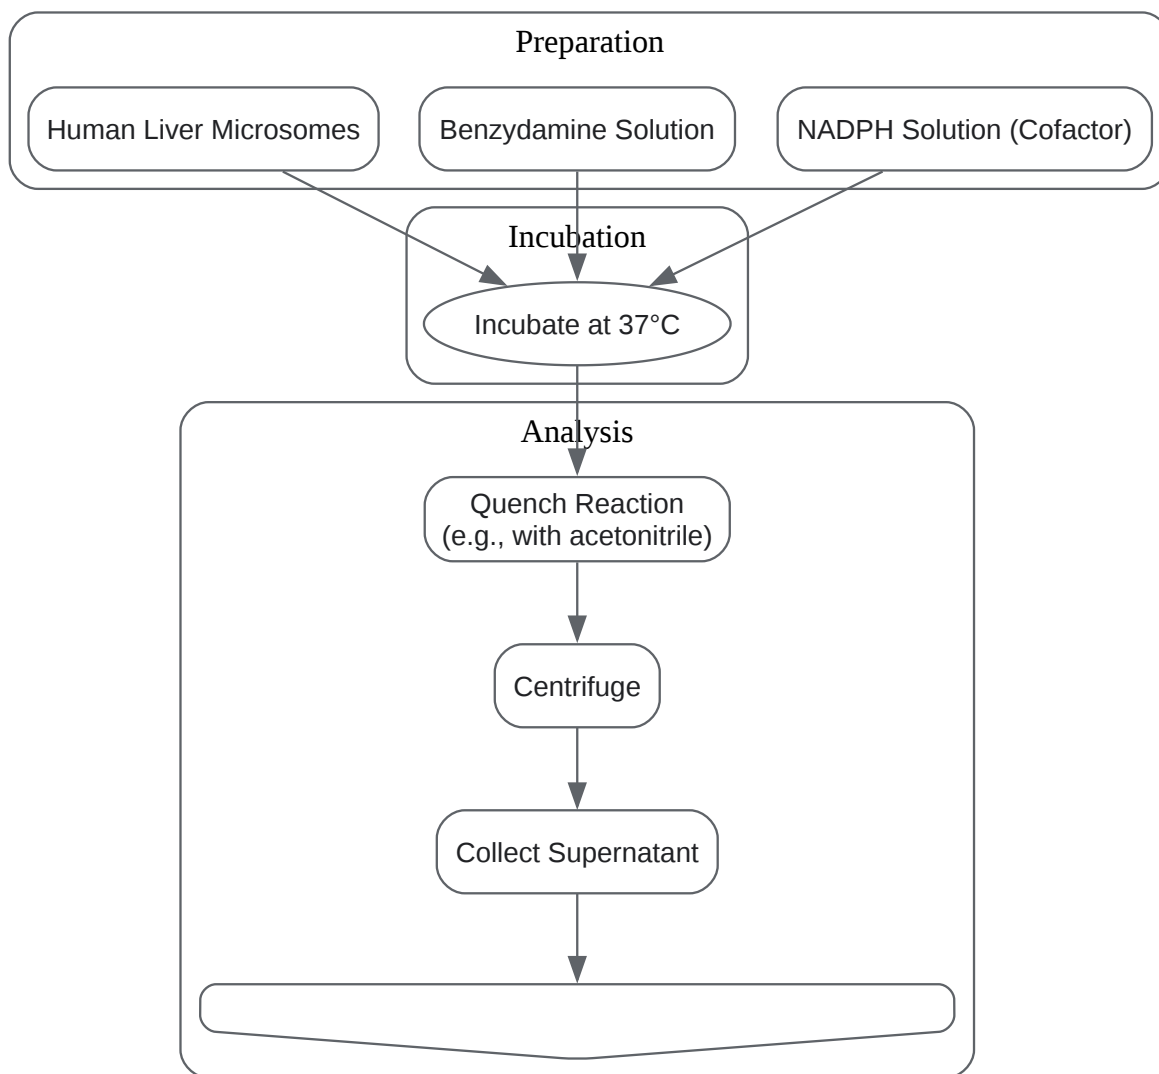 Preparation
Human Liver Microsomes
Benzydamine Solution
NADPH Solution (Cofactor)
Incubation
Incubate at 37°C
Analysis
Quench Reaction
(e.g., with acetonitrile)
Centrifuge
Collect Supernatant